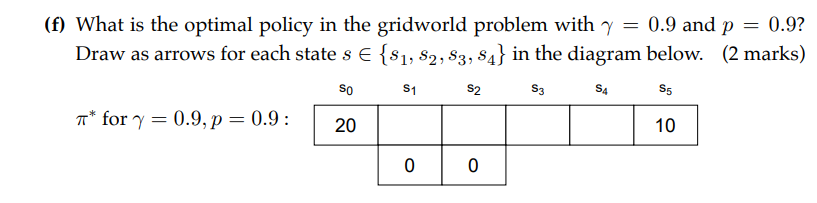 (f) What is the optimal policy in the gridworld problem with γ = 0.9 and p = 0.9?
Draw as arrows for each state s ∈ {s₁, s₂, s₃, s₄} in the diagram below. (2 marks)
s₀ s₁ s₂ s₃ s₄ s₅
π* for γ = 0.9, p = 0.9 : 20 10
0 0